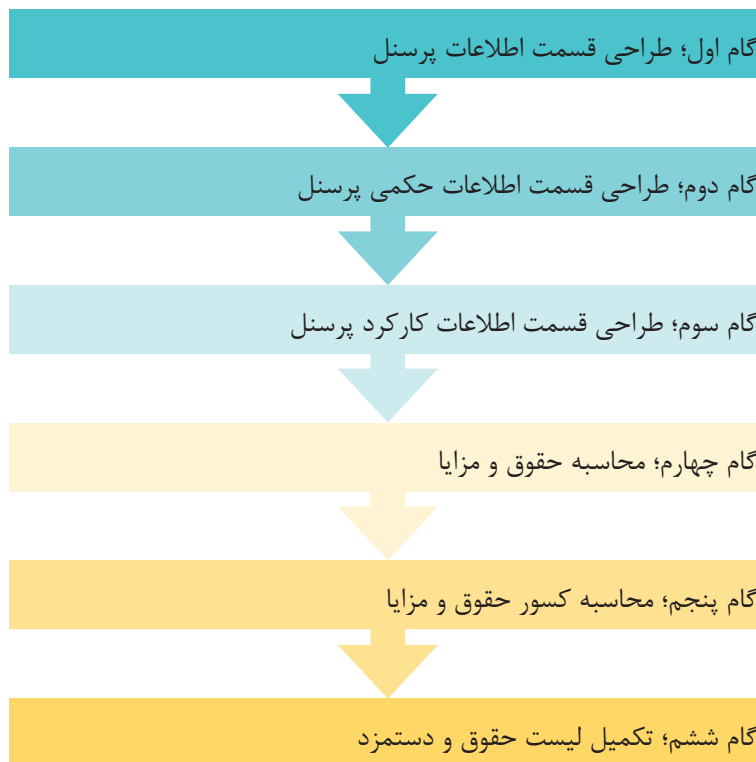 گام اول؛ طراحی قسمت اطلاعات پرسنل
گام دوم؛ طراحی قسمت اطلاعات حکمی پرسنل
گام سوم؛ طراحی قسمت اطلاعات کارکرد پرسنل
گام چهارم؛ محاسبه حقوق و مزایا
گام پنجم؛ محاسبه کسور حقوق و مزایا
گام ششم؛ تکمیل لیست حقوق و دستمزد